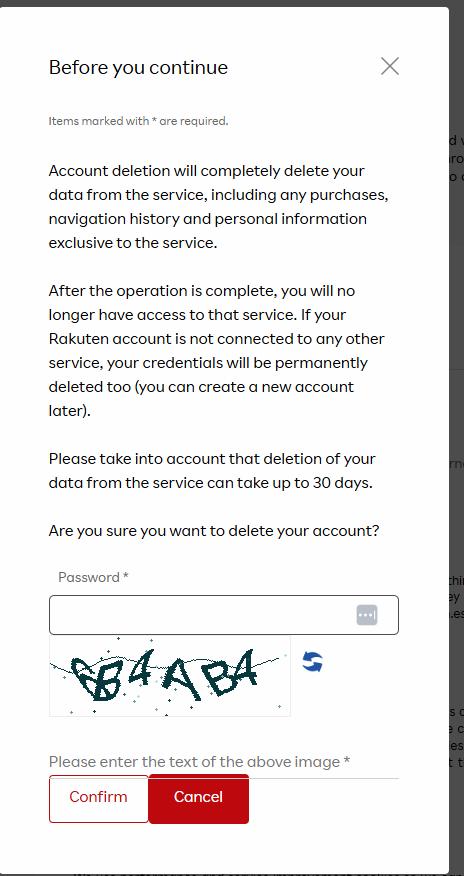 Before you continue
Items marked with * are required.
Account deletion will completely delete your
data from the service, including any purchases,
navigation history and personal information
exclusive to the service.
After the operation is complete, you will no
longer have access to that service. If your
Rakuten account is not connected to any other
service, your credentials will be permanently
deleted too (you can create a new account
later).
Please take into account that deletion of your
data from the service can take up to 30 days.
Are you sure you want to delete your account?
Password *
Please enter the text of the above image *
Confirm
Cancel